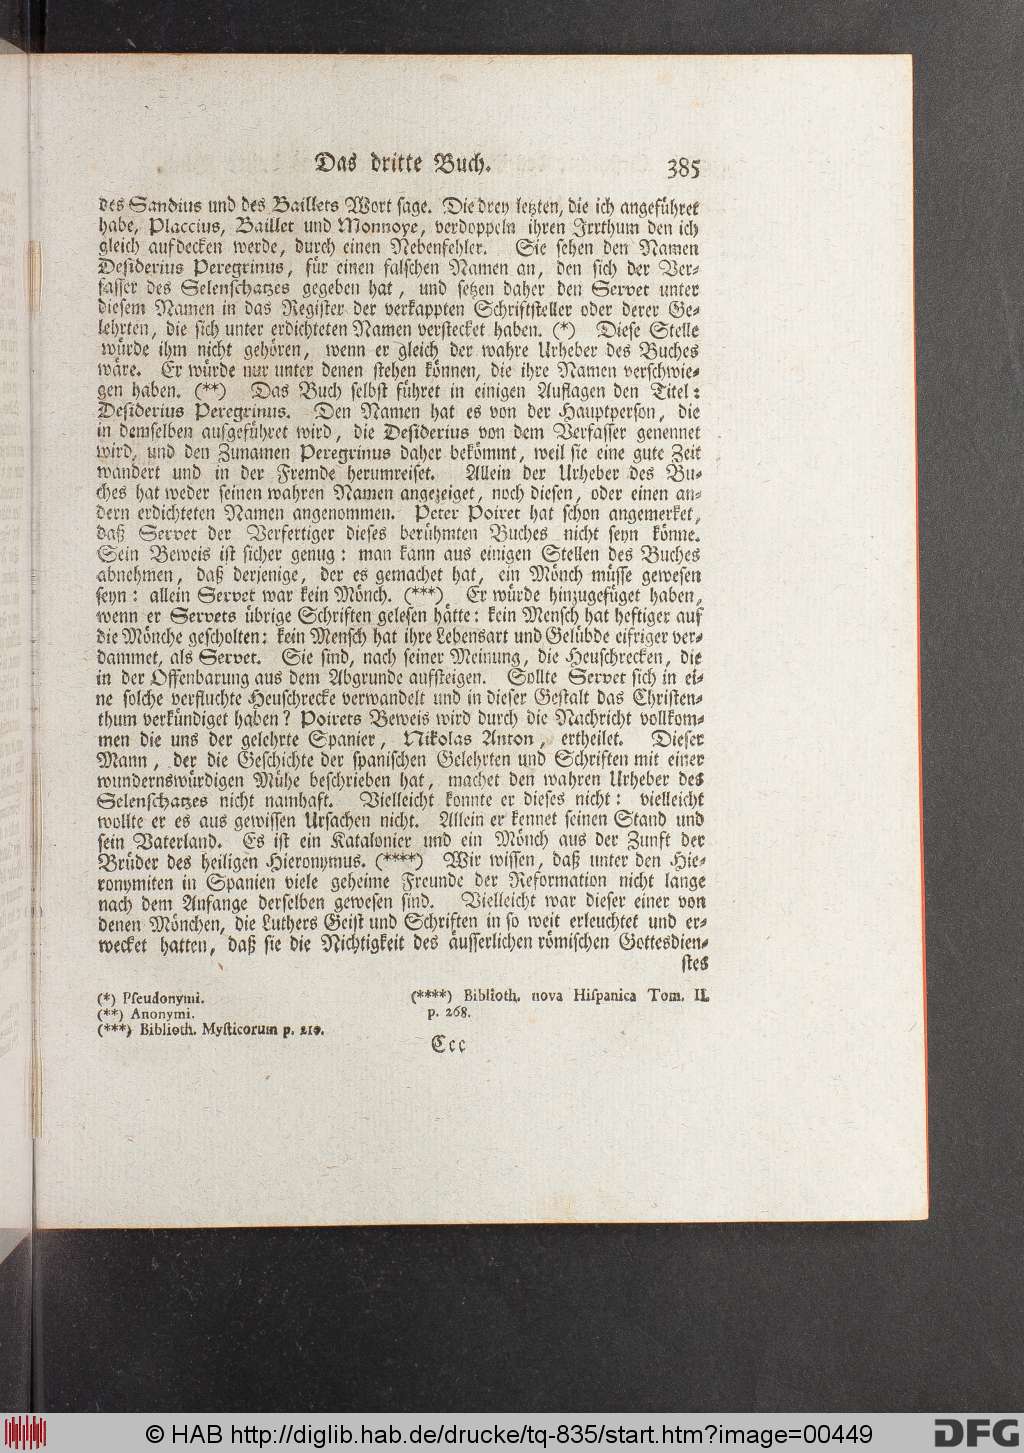 Das dritte Buch. 385
des Sandius und des Baillets Wort sage. Die drey letzten, die ich angeführet
habe, Placcius, Baillet und Monnoye, verdoppeln ihren Irrthum den ich
gleich aufdecken werde, durch einen Nebenfehler. Sie sehen den Namen
Desiderius Peregrinus, für einen falschen Namen an, den sich der Ver-
fasser des Selenschatzes gegeben hat, und setzen daher den Servet unter
diesem Namen in das Register der verkappten Schriftsteller oder derer Ge-
lehrten, die sich unter erdichteten Namen verstecket haben. (*) Diese Stelle
würde ihm nicht gehören, wenn er gleich der wahre Urheber des Buches
wäre. Er würde nur unter denen stehen können, die ihre Namen verschwie-
gen haben. (**) Das Buch selbst führet in einigen Auflagen den Titel:
Desiderius Peregrinus. Den Namen hat es von der Hauptperson, die
in demselben aufgeführet wird, die Desiderius von dem Verfasser genennet
wird, und den Zunamen Peregrinus daher bekömmt, weil sie eine gute Zeit
wandert und in der Fremde herumreiset. Allein der Urheber des Bu-
ches hat weder seinen wahren Namen angezeiget, noch diesen, oder einen an-
dern erdichteten Namen angenommen. Peter Poiret hat schon angemerket,
daß Servet der Verfertiger dieses berühmten Buches nicht seyn könne.
Sein Beweis ist sicher genug: man kann aus einigen Stellen des Buches
abnehmen, daß derjenige, der es gemachet hat, ein Mönch müsse gewesen
seyn: allein Servet war kein Mönch. (***) Er würde hinzugefüget haben,
wenn er Servets übrige Schriften gelesen hätte: kein Mensch hat heftiger auf
die Mönche gescholten: kein Mensch hat ihre Lebensart und Gelübde eifriger ver-
dammet, als Servet. Sie sind, nach seiner Meinung, die Heuschrecken, die
in der Offenbarung aus dem Abgrunde aufsteigen. Sollte Servet sich in ei-
ne solche verfluchte Heuschrecke verwandelt und in dieser Gestalt das Christen-
thum verkündiget haben? Poirets Beweis wird durch die Nachricht vollkom-
men die uns der gelehrte Spanier, Nikolas Anton, ertheilet. Dieser
Mann, der die Geschichte der spanischen Gelehrten und Schriften mit einer
wundernswürdigen Mühe beschrieben hat, machet den wahren Urheber des
Selenschatzes nicht namhaft. Vielleicht konnte er dieses nicht: vielleicht
wollte er es aus gewissen Ursachen nicht. Allein er kennet seinen Stand und
sein Vaterland. Es ist ein Katalonier und ein Mönch aus der Zunft der
Brüder des heiligen Hieronymus. (****) Wir wissen, daß unter den Hie-
ronymiten in Spanien viele geheime Freunde der Reformation nicht lange
nach dem Anfange derselben gewesen sind. Vielleicht war dieser einer von
denen Mönchen, die Luthers Geist und Schriften in so weit erleuchtet und er-
wecket hatten, daß sie die Nichtigkeit des äusserlichen römischen Gottesdien-
stes
(*) Pseudonymi.
(**) Anonymi.
(***) Biblioth. Mysticorum p. 219.
(****) Biblioth. nova Hispanica Tom. II.
p. 268.
Ccc
© HAB http://diglib.hab.de/drucke/tq-835/start.htm?image=00449
DFG